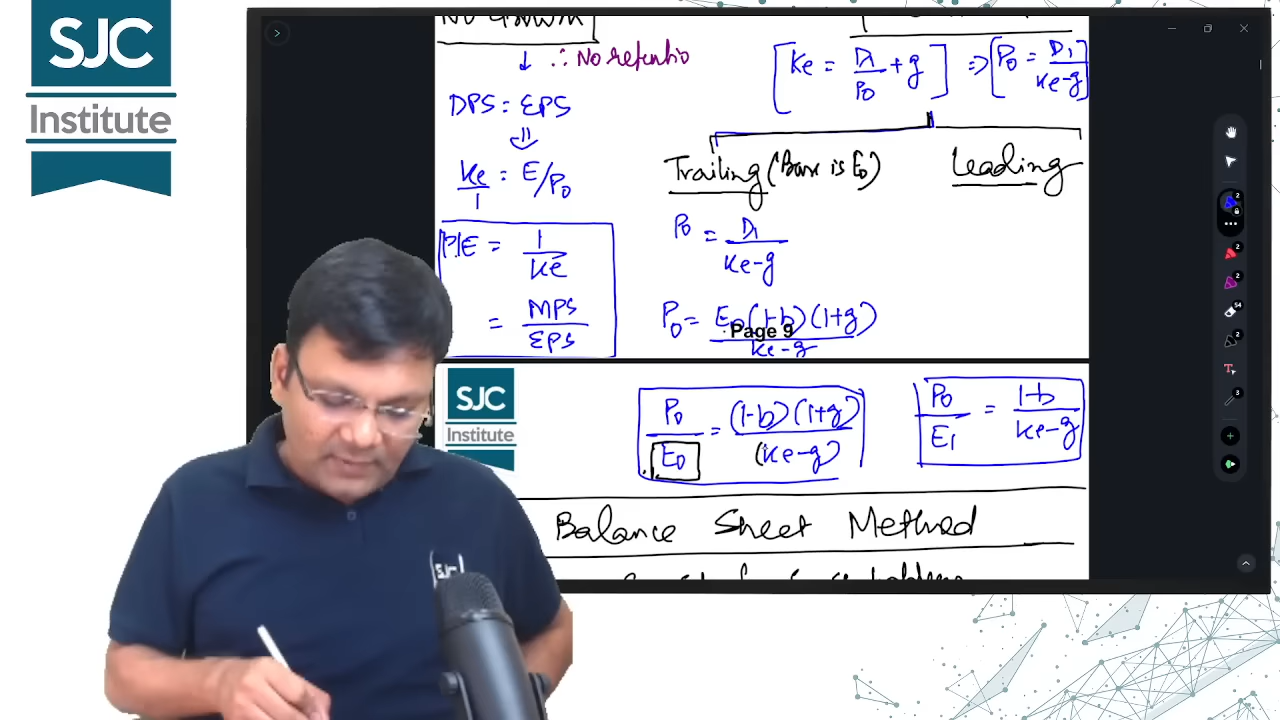 SJC
Institute
No Growth
∴ No retentio
DPS = EPS
Ke/1 = E/P0
P/E = 1/Ke
= MPS/EPS
[Ke = D1/P0 + g] ⇒ [P0 = D1/Ke-g]
Trailing (Base is E0)
Leading
P0 = D1/Ke-g
P0 = E0(1-b)(1+g)/Ke-g
Page 9
SJC
Institute
P0/E0 = (1-b)(1+g)/(Ke-g)
P0/E1 = 1-b/Ke-g
Balance Sheet Method